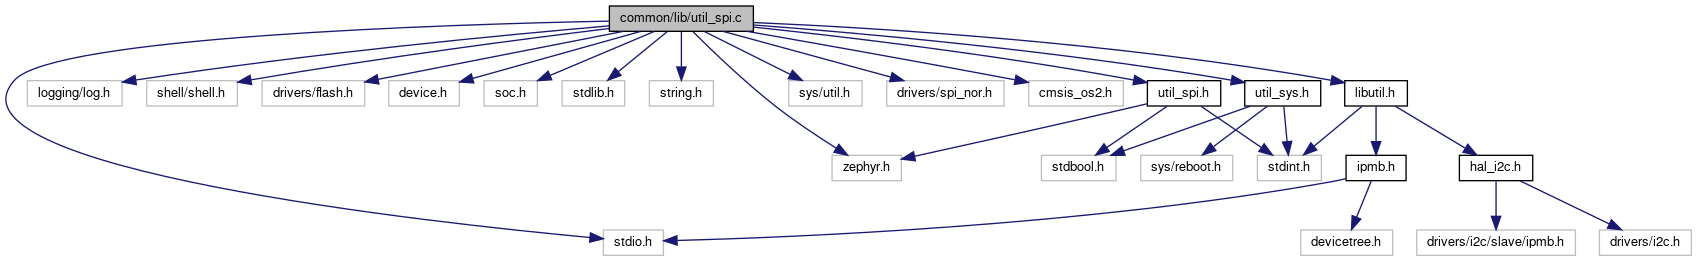 common/lib/util_spi.c
logging/log.h
shell/shell.h
drivers/flash.h
device.h
soc.h
stdlib.h
string.h
sys/util.h
drivers/spi_nor.h
cmsis_os2.h
util_spi.h
util_sys.h
libutil.h
zephyr.h
stdbool.h
sys/reboot.h
stdint.h
ipmb.h
hal_i2c.h
stdio.h
devicetree.h
drivers/i2c/slave/ipmb.h
drivers/i2c.h